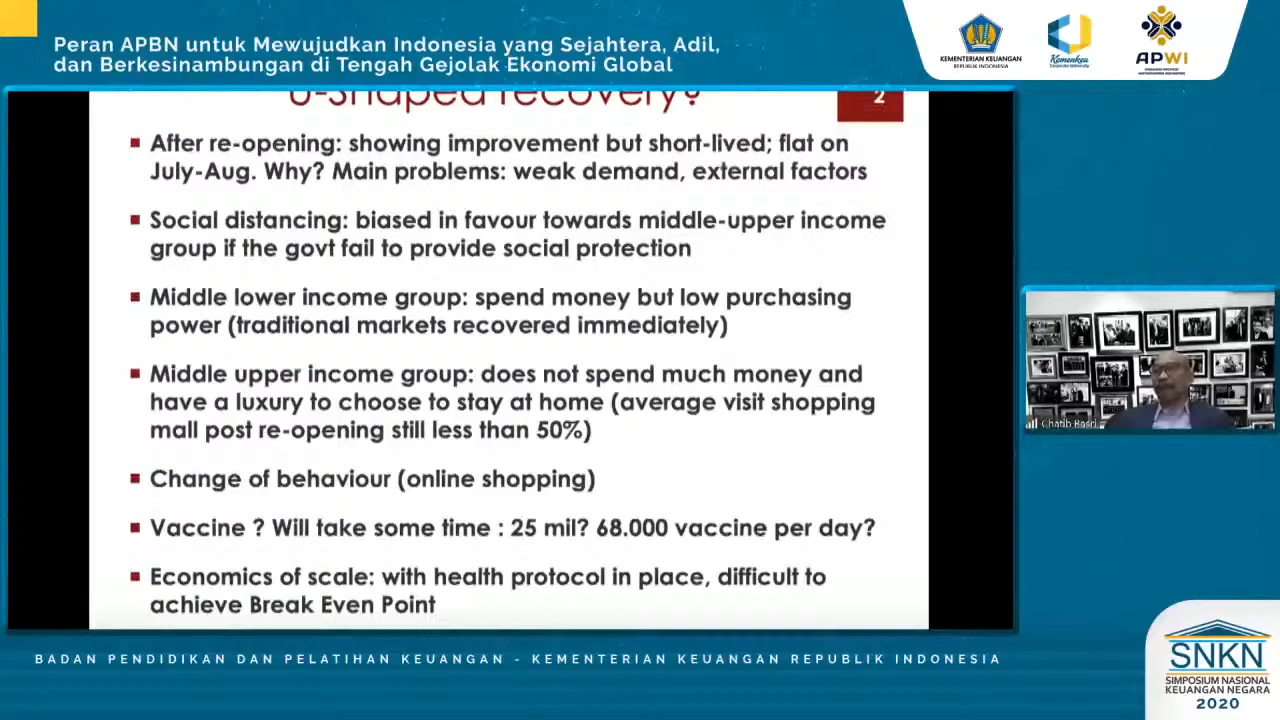 Peran APBN untuk Mewujudkan Indonesia yang Sejahtera, Adil,
dan Berkesinambungan di Tengah Gejolak Ekonomi Global
KEMENTERIAN KEUANGAN
REPUBLIK INDONESIA
Kemenkeu
APWI
-Shaped recovery?
2
After re-opening: showing improvement but short-lived; flat on
July-Aug. Why? Main problems: weak demand, external factors
Social distancing: biased in favour towards middle-upper income
group if the govt fail to provide social protection
Middle lower income group: spend money but low purchasing
power (traditional markets recovered immediately)
Middle upper income group: does not spend much money and
have a luxury to choose to stay at home (average visit shopping
mall post re-opening still less than 50%)
Change of behaviour (online shopping)
Vaccine ? Will take some time : 25 mil? 68.000 vaccine per day?
Economics of scale: with health protocol in place, difficult to
achieve Break Even Point
Chatib Basri
BADAN PENDIDIKAN DAN PELATIHAN KEUANGAN - KEMENTERIAN KEUANGAN REPUBLIK INDONESIA
SNKN
SIMPOSIUM NASIONAL
KEUANGAN NEGARA
2020